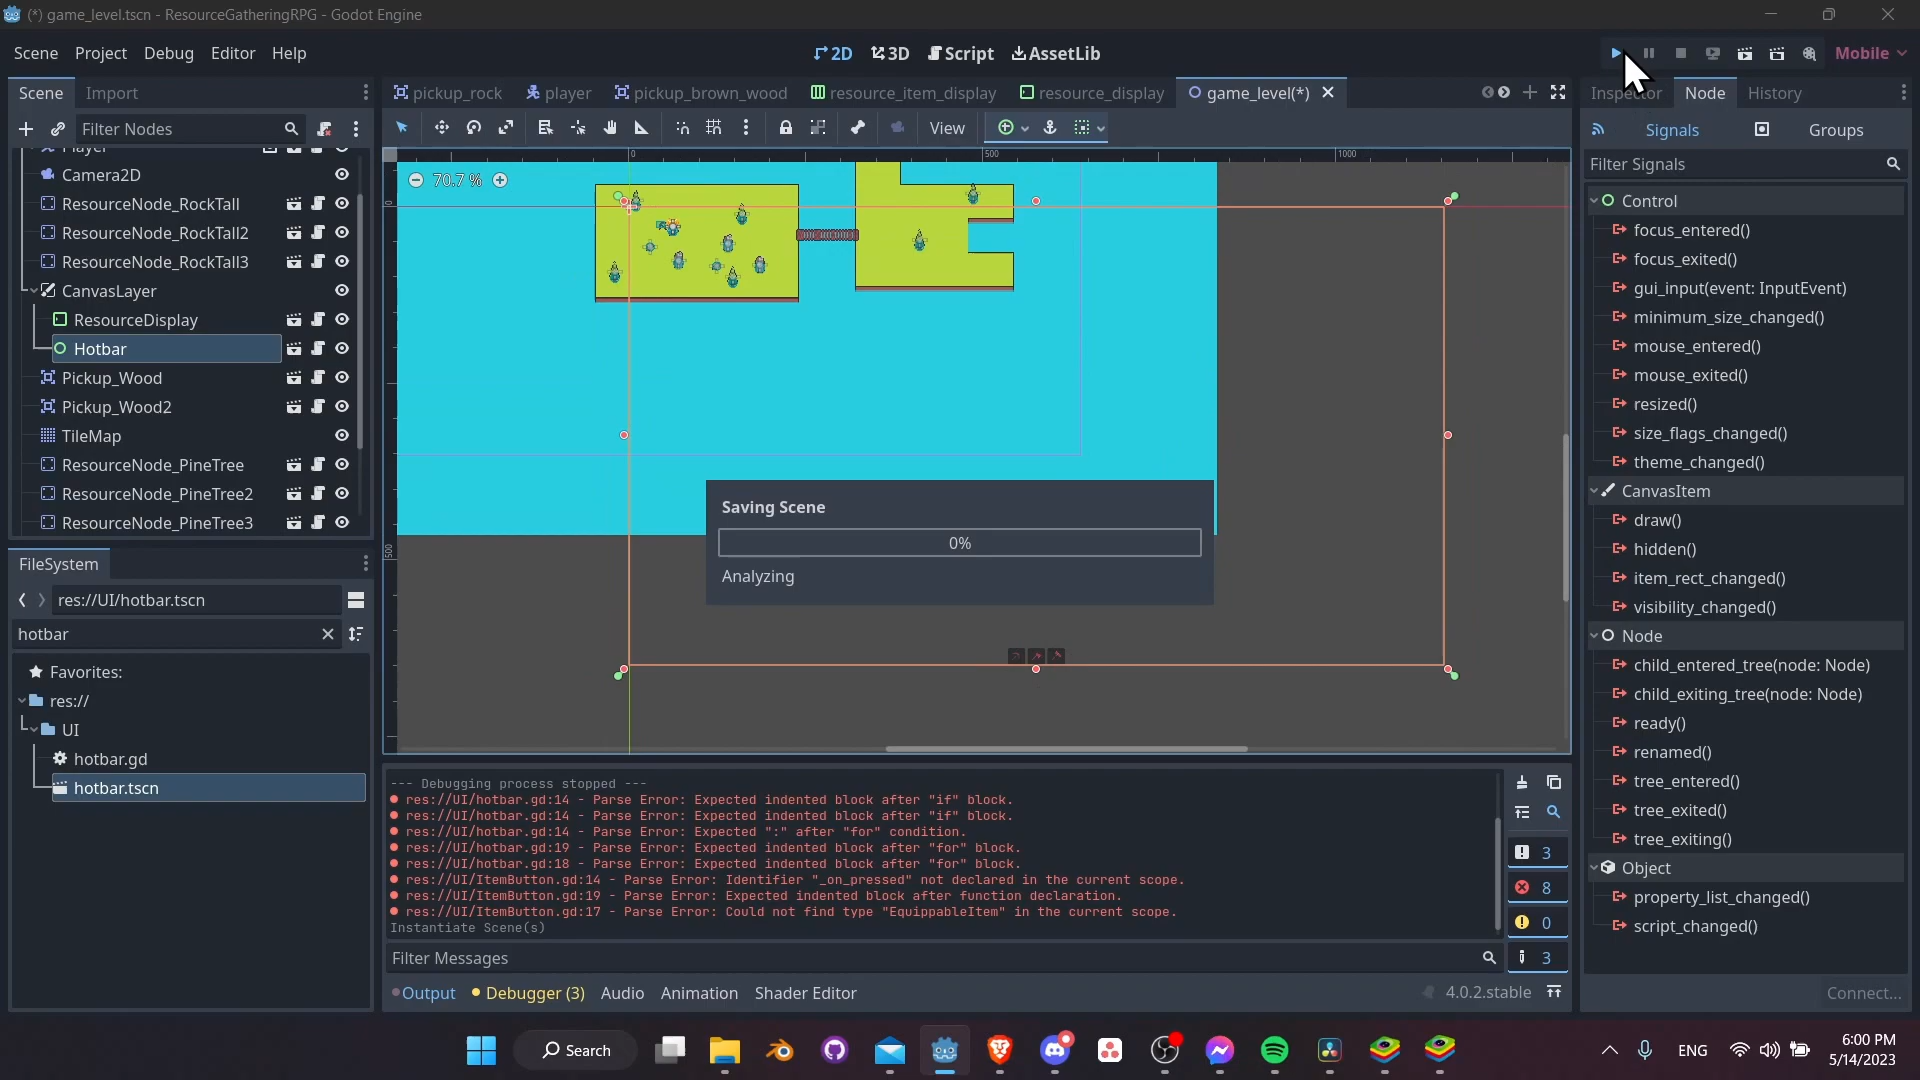 (*) game_level.tscn - ResourceGatheringRPG - Godot Engine
Scene Project Debug Editor Help
2D 3D Script AssetLib
Mobile
Scene Import
Filter Nodes
Player
Camera2D
ResourceNode_RockTall
ResourceNode_RockTall2
ResourceNode_RockTall3
CanvasLayer
ResourceDisplay
Hotbar
Pickup_Wood
Pickup_Wood2
TileMap
ResourceNode_PineTree
ResourceNode_PineTree2
ResourceNode_PineTree3
FileSystem
res://UI/hotbar.tscn
hotbar
Favorites:
res://
UI
hotbar.gd
hotbar.tscn
pickup_rock player pickup_brown_wood resource_item_display resource_display game_level(*)
View
0 500 1000
70.7 %
0
500
Saving Scene
0%
Analyzing
--- Debugging process stopped ---
res://UI/hotbar.gd:14 - Parse Error: Expected indented block after "if" block.
res://UI/hotbar.gd:14 - Parse Error: Expected indented block after "if" block.
res://UI/hotbar.gd:14 - Parse Error: Expected ":" after "for" condition.
res://UI/hotbar.gd:19 - Parse Error: Expected indented block after "for" block.
res://UI/hotbar.gd:18 - Parse Error: Expected indented block after "for" block.
res://UI/ItemButton.gd:14 - Parse Error: Identifier "_on_pressed" not declared in the current scope.
res://UI/ItemButton.gd:19 - Parse Error: Expected indented block after function declaration.
res://UI/ItemButton.gd:17 - Parse Error: Could not find type "EquippableItem" in the current scope.
Instantiate Scene(s)
3
8
0
3
Filter Messages
Output Debugger (3) Audio Animation Shader Editor
4.0.2.stable
Inspector Node History
Signals Groups
Filter Signals
Control
focus_entered()
focus_exited()
gui_input(event: InputEvent)
minimum_size_changed()
mouse_entered()
mouse_exited()
resized()
size_flags_changed()
theme_changed()
CanvasItem
draw()
hidden()
item_rect_changed()
visibility_changed()
Node
child_entered_tree(node: Node)
child_exiting_tree(node: Node)
ready()
renamed()
tree_entered()
tree_exited()
tree_exiting()
Object
property_list_changed()
script_changed()
Connect...
Search
ENG
6:00 PM
5/14/2023